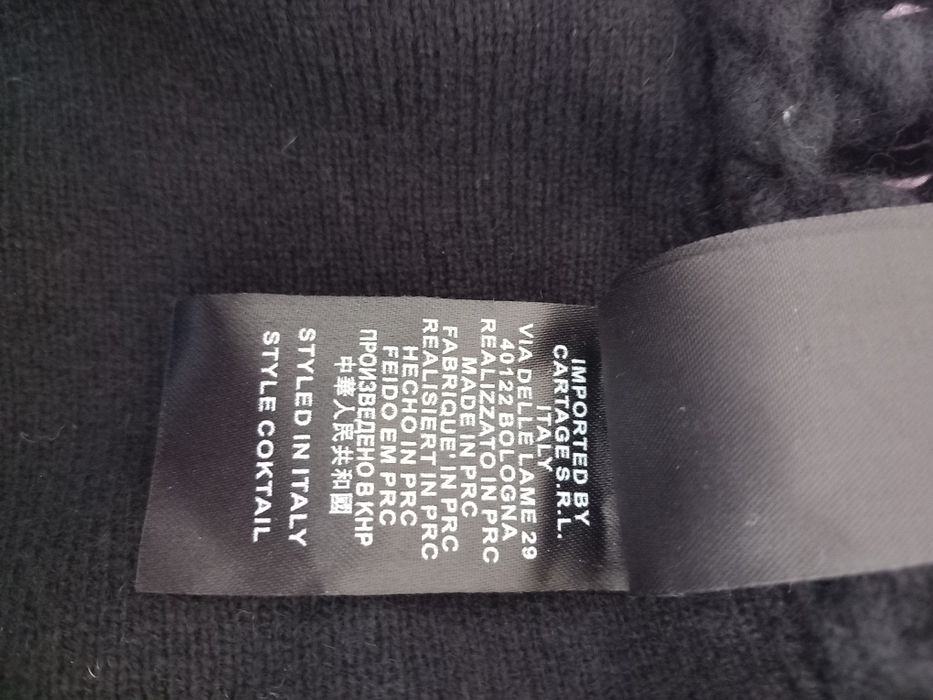 IMPORTED BY
CARTAGE S.R.L.
ITALY
VIA DELLE LAME 29
40122 BOLOGNA
REALIZZATO IN PRC
MADE IN PRC
FABRIQUE' IN PRC
REALISIERT IN PRC
HECHO IN PRC
FEIDO EM PRC
ПРОИЗВЕДЕНО В КНР
中華人民共和國
STYLED IN ITALY
STYLE COKTAIL